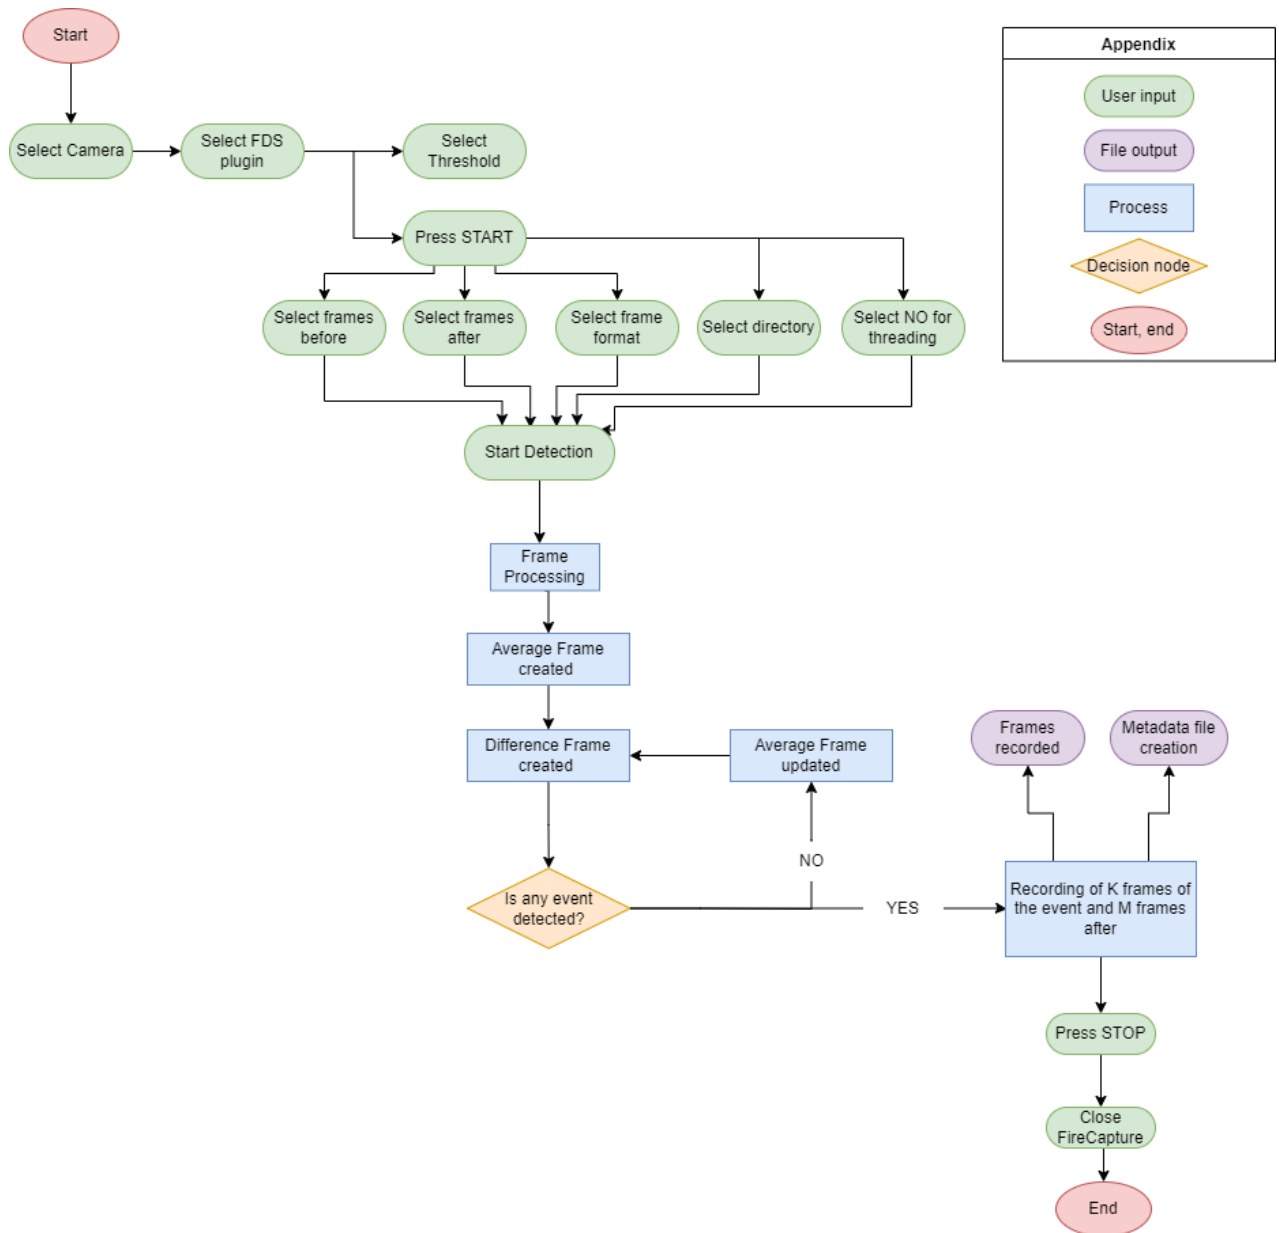 Start
Appendix
User input
Select Camera
Select FDS
plugin
Select
Threshold
File output
Process
Press START
Decision node
Select frames
before
Select frames
after
Select frame
format
Select directory
Select NO for
threading
Start, end
Start Detection
Frame
Processing
Average Frame
created
Difference Frame
created
Average Frame
updated
Frames
recorded
Metadata file
creation
NO
Is any event
detected?
YES
Recording of K frames of
the event and M frames
after
Press STOP
Close
FireCapture
End